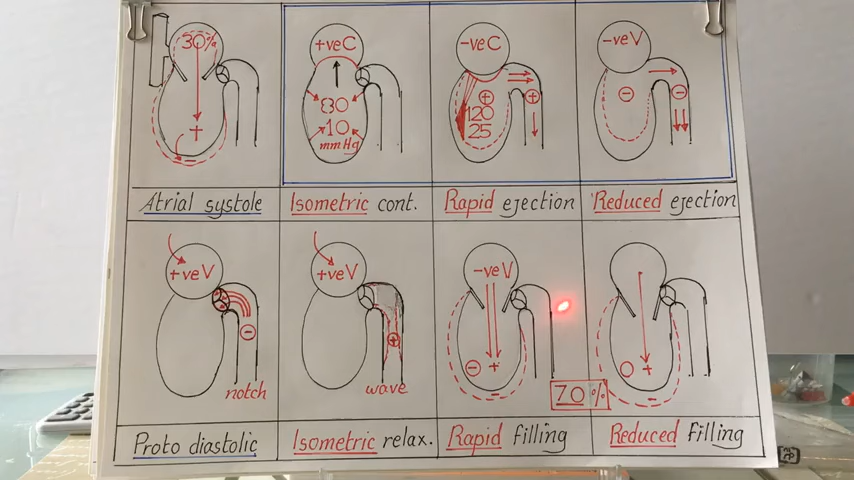 30%
+
-
Atrial systole
+veC
80
10
mmHg
Isometric cont.
-veC
+
120
25
+
Rapid ejection
-veV
-
-
Reduced ejection
+veV
-
notch
Proto diastolic
+veV
+
wave
Isometric relax.
-veV
- +
-
Rapid filling
70%
O +
-
Reduced filling